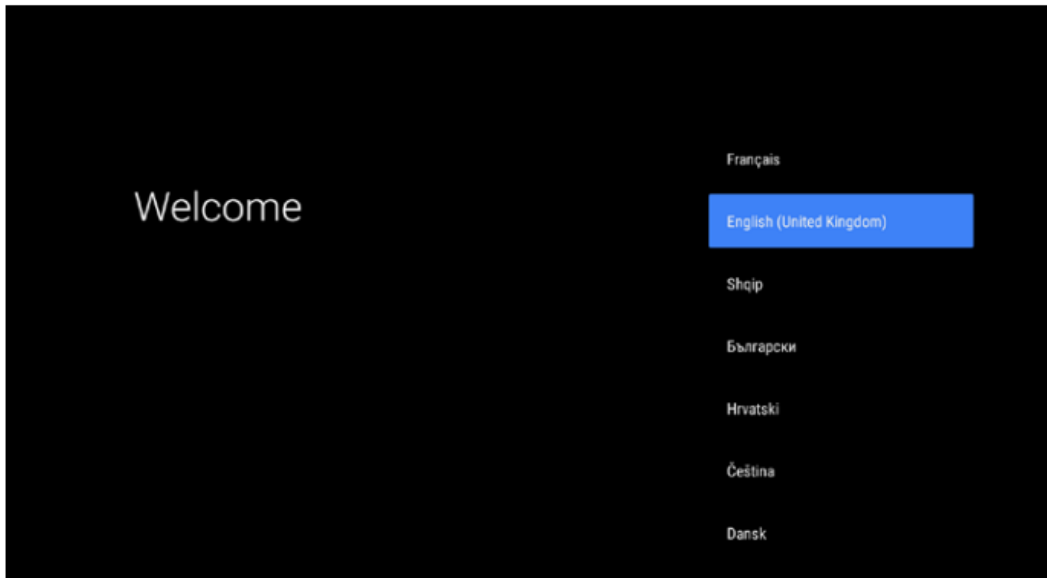 Welcome
Français
English (United Kingdom)
Shqip
Български
Hrvatski
Čeština
Dansk